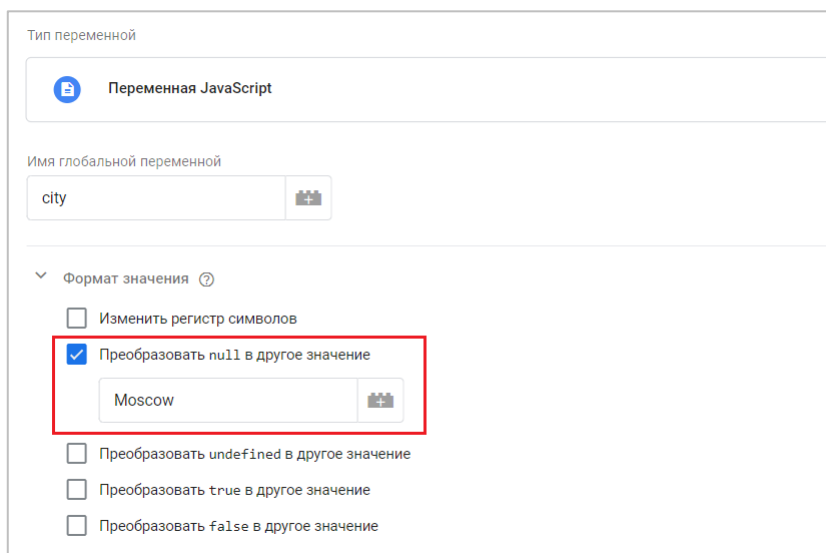 Тип переменной
Переменная JavaScript
Имя глобальной переменной
city
Формат значения
Изменить регистр символов
Преобразовать null в другое значение
Moscow
Преобразовать undefined в другое значение
Преобразовать true в другое значение
Преобразовать false в другое значение